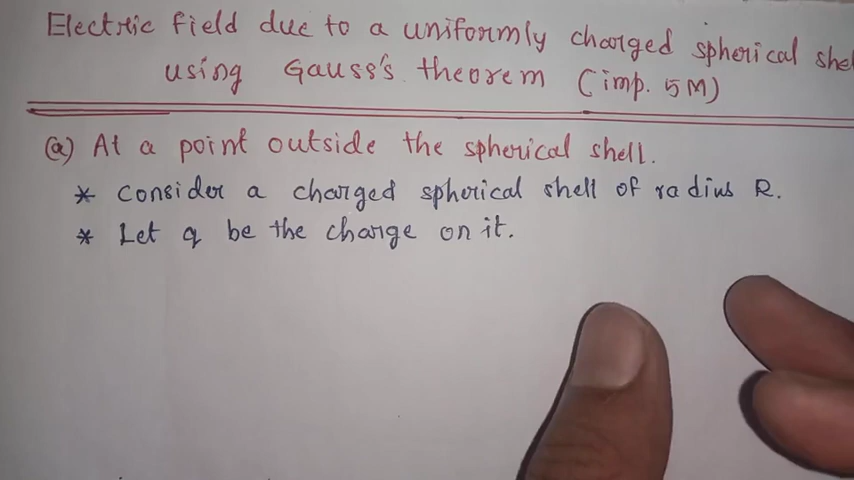 Electric field due to a uniformly charged spherical she
using Gauss's theorem (imp. 5M)
(a) At a point outside the spherical shell.
* consider a charged spherical shell of radius R.
* Let q be the charge on it.